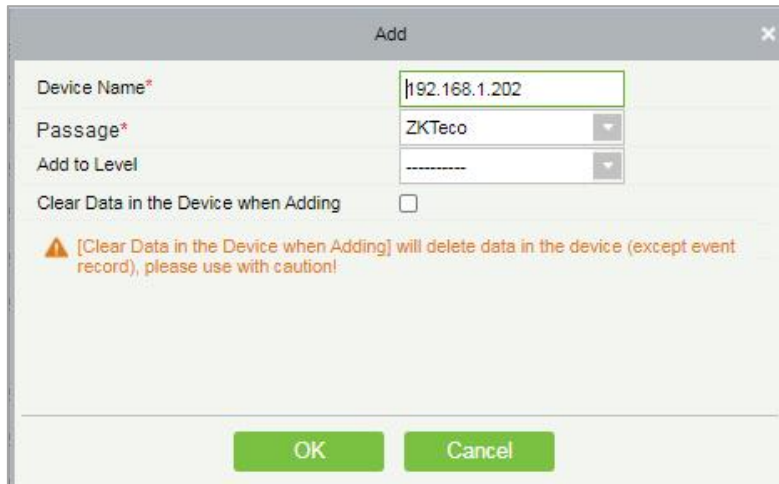 Add
Device Name* 192.168.1.202
Passage* ZKTeco
Add to Level ----------
Clear Data in the Device when Adding
[Clear Data in the Device when Adding] will delete data in the device (except event
record), please use with caution!
OK Cancel